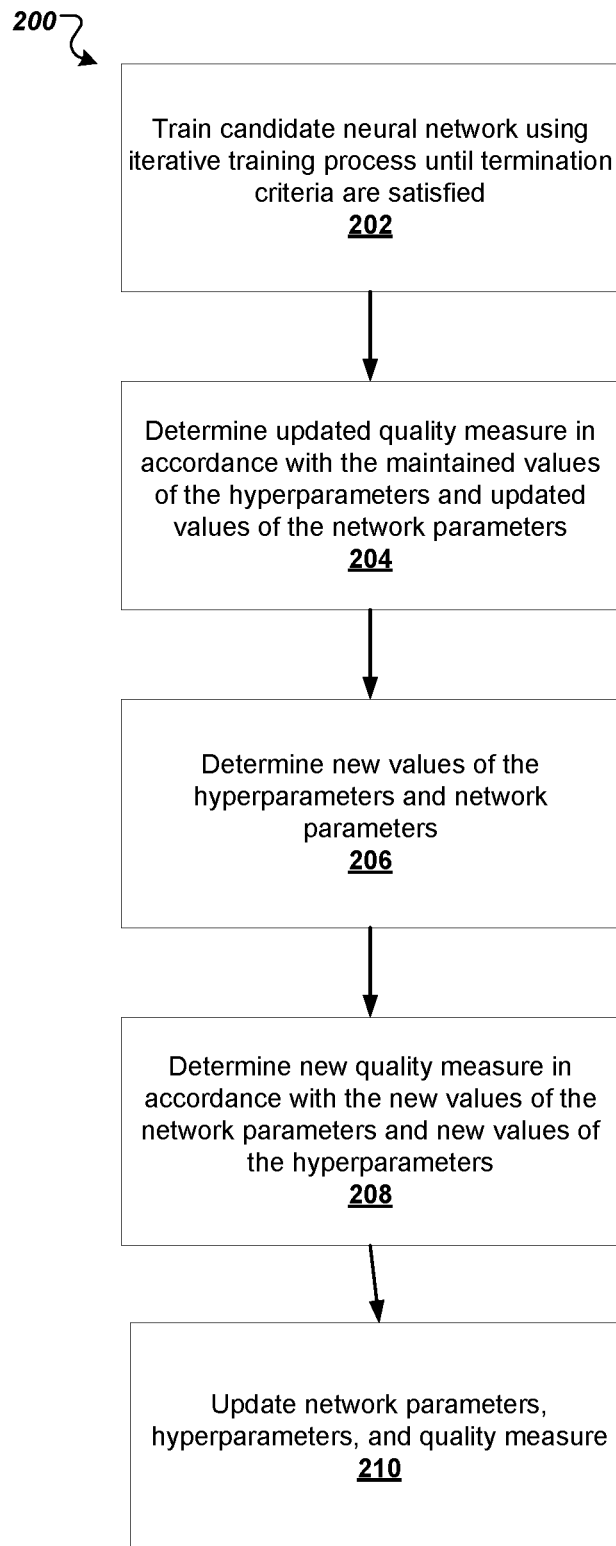 200
Train candidate neural network using
iterative training process until termination
criteria are satisfied
202
Determine updated quality measure in
accordance with the maintained values
of the hyperparameters and updated
values of the network parameters
204
Determine new values of the
hyperparameters and network
parameters
206
Determine new quality measure in
accordance with the new values of the
network parameters and new values of
the hyperparameters
208
Update network parameters,
hyperparameters, and quality measure
210